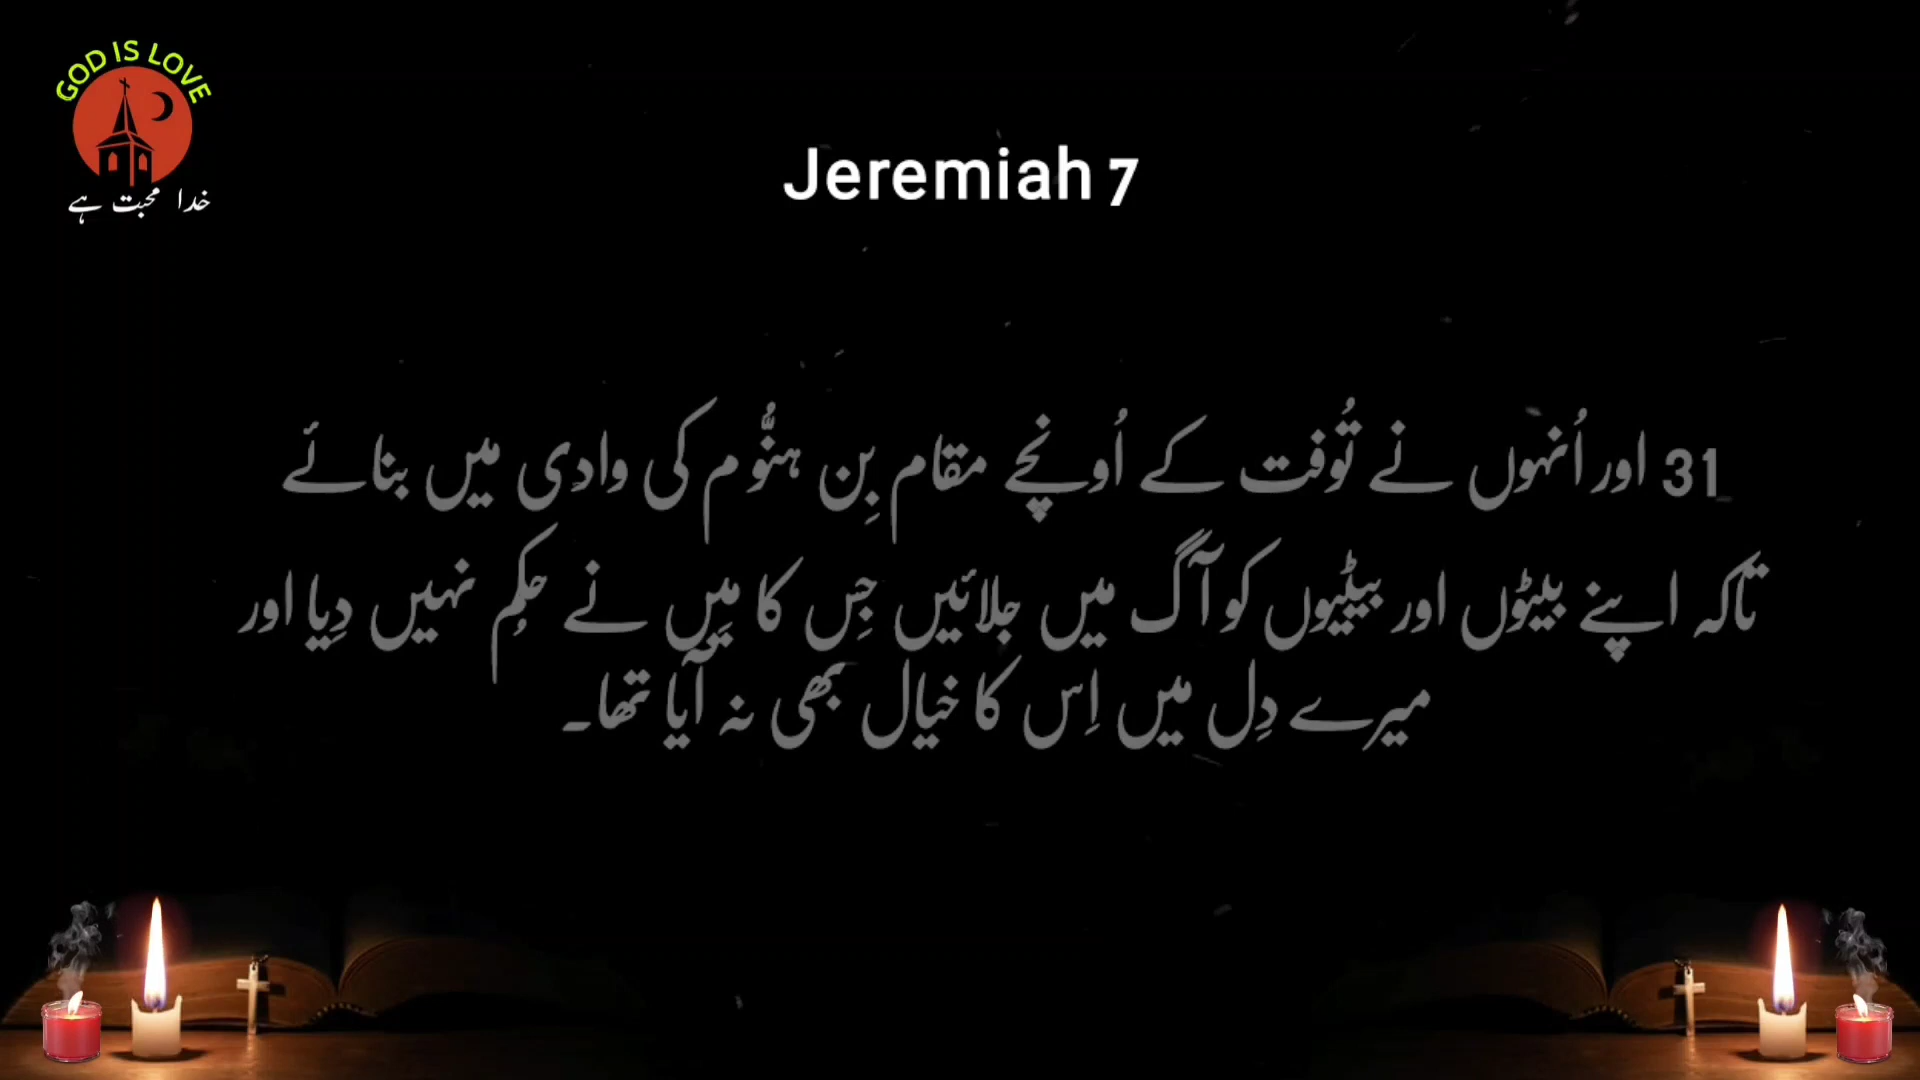 GOD IS LOVE
خدا محبت ہے
Jeremiah 7
31 اور اُنہوں نے تُوفت کے اُونچے مقام بِن ہنُّوم کی وادی میں بنائے
تاکہ اپنے بیٹوں اور بیٹیوں کو آگ میں جلائیں جِس کا مَیں نے حُکم نہیں دِیا اور
میرے دِل میں اِس کا خیال بھی نہ آیا تھا۔